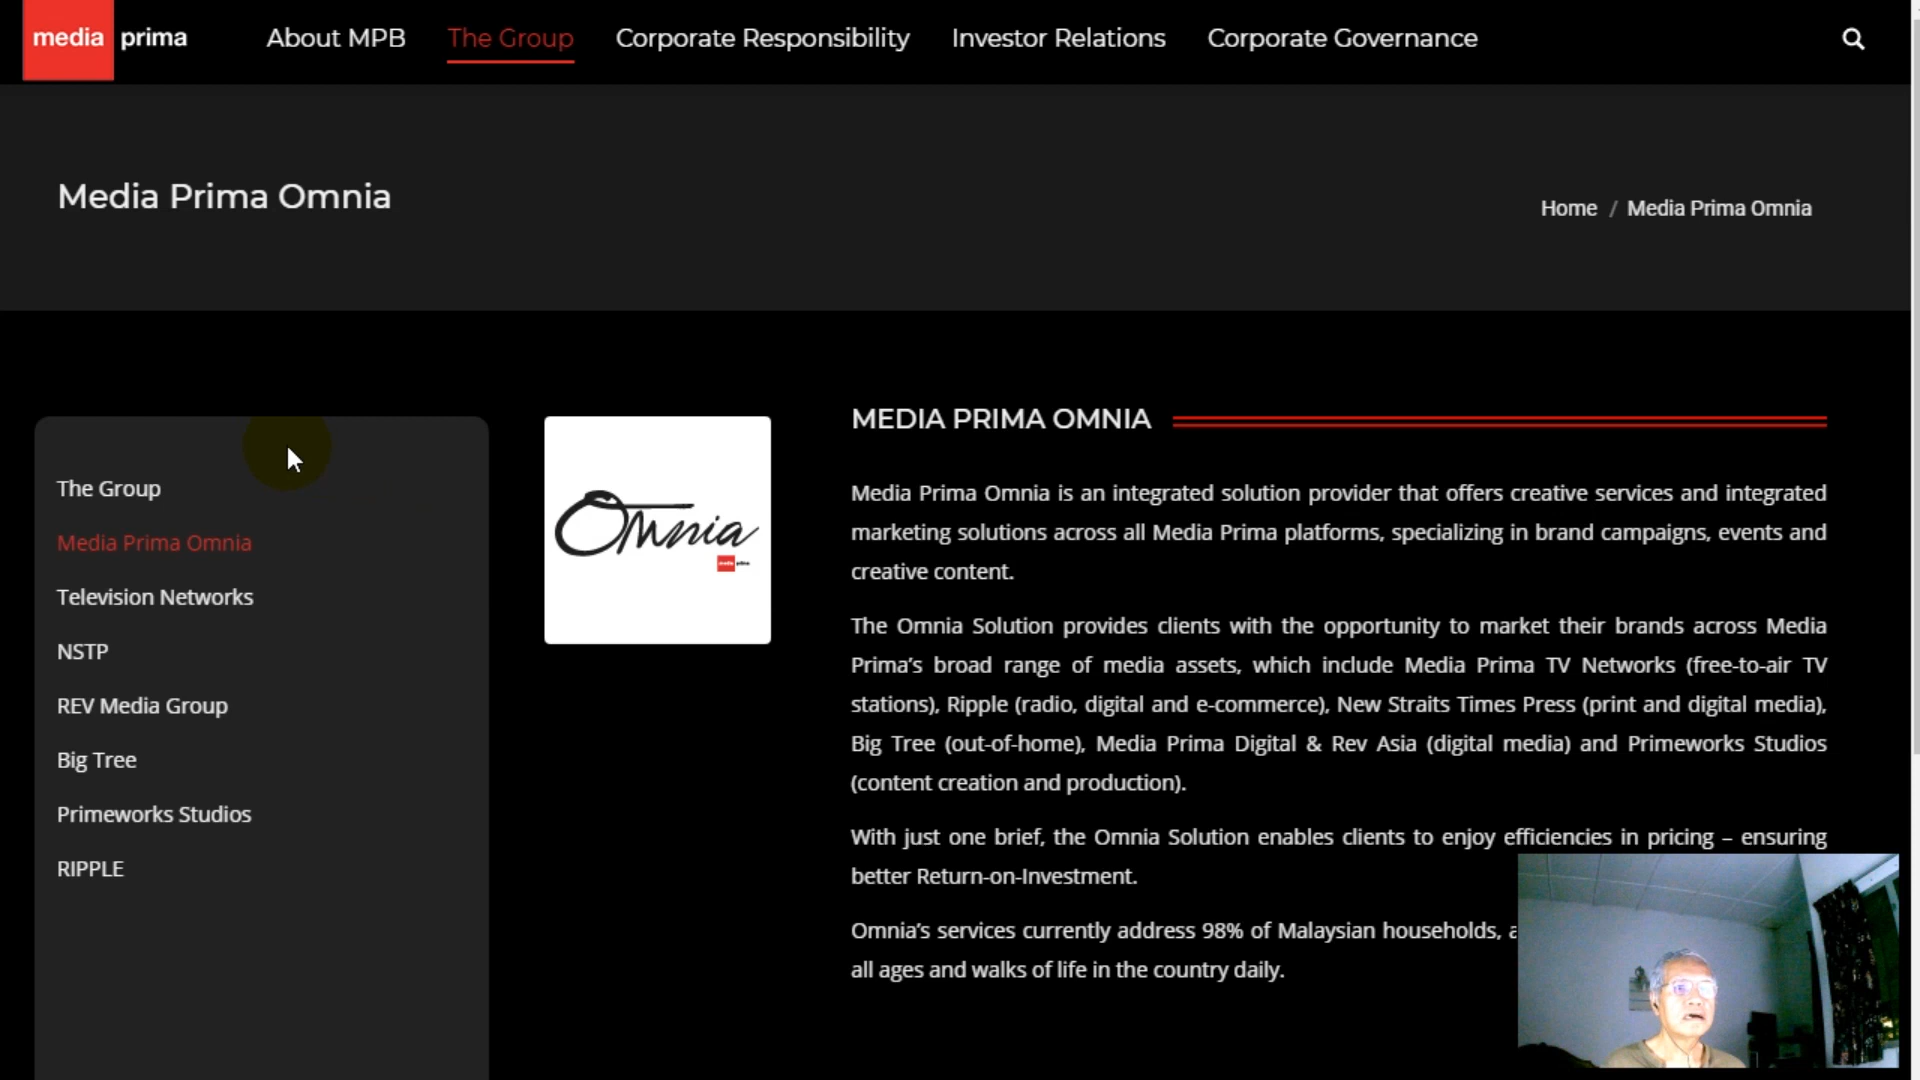 media prima
About MPB
The Group
Corporate Responsibility
Investor Relations
Corporate Governance
Media Prima Omnia
Home / Media Prima Omnia
The Group
Media Prima Omnia
Television Networks
NSTP
REV Media Group
Big Tree
Primeworks Studios
RIPPLE
Omnia
media prima
MEDIA PRIMA OMNIA
Media Prima Omnia is an integrated solution provider that offers creative services and integrated
marketing solutions across all Media Prima platforms, specializing in brand campaigns, events and
creative content.
The Omnia Solution provides clients with the opportunity to market their brands across Media
Prima’s broad range of media assets, which include Media Prima TV Networks (free-to-air TV
stations), Ripple (radio, digital and e-commerce), New Straits Times Press (print and digital media),
Big Tree (out-of-home), Media Prima Digital & Rev Asia (digital media) and Primeworks Studios
(content creation and production).
With just one brief, the Omnia Solution enables clients to enjoy efficiencies in pricing – ensuring
better Return-on-Investment.
Omnia’s services currently address 98% of Malaysian households,
all ages and walks of life in the country daily.